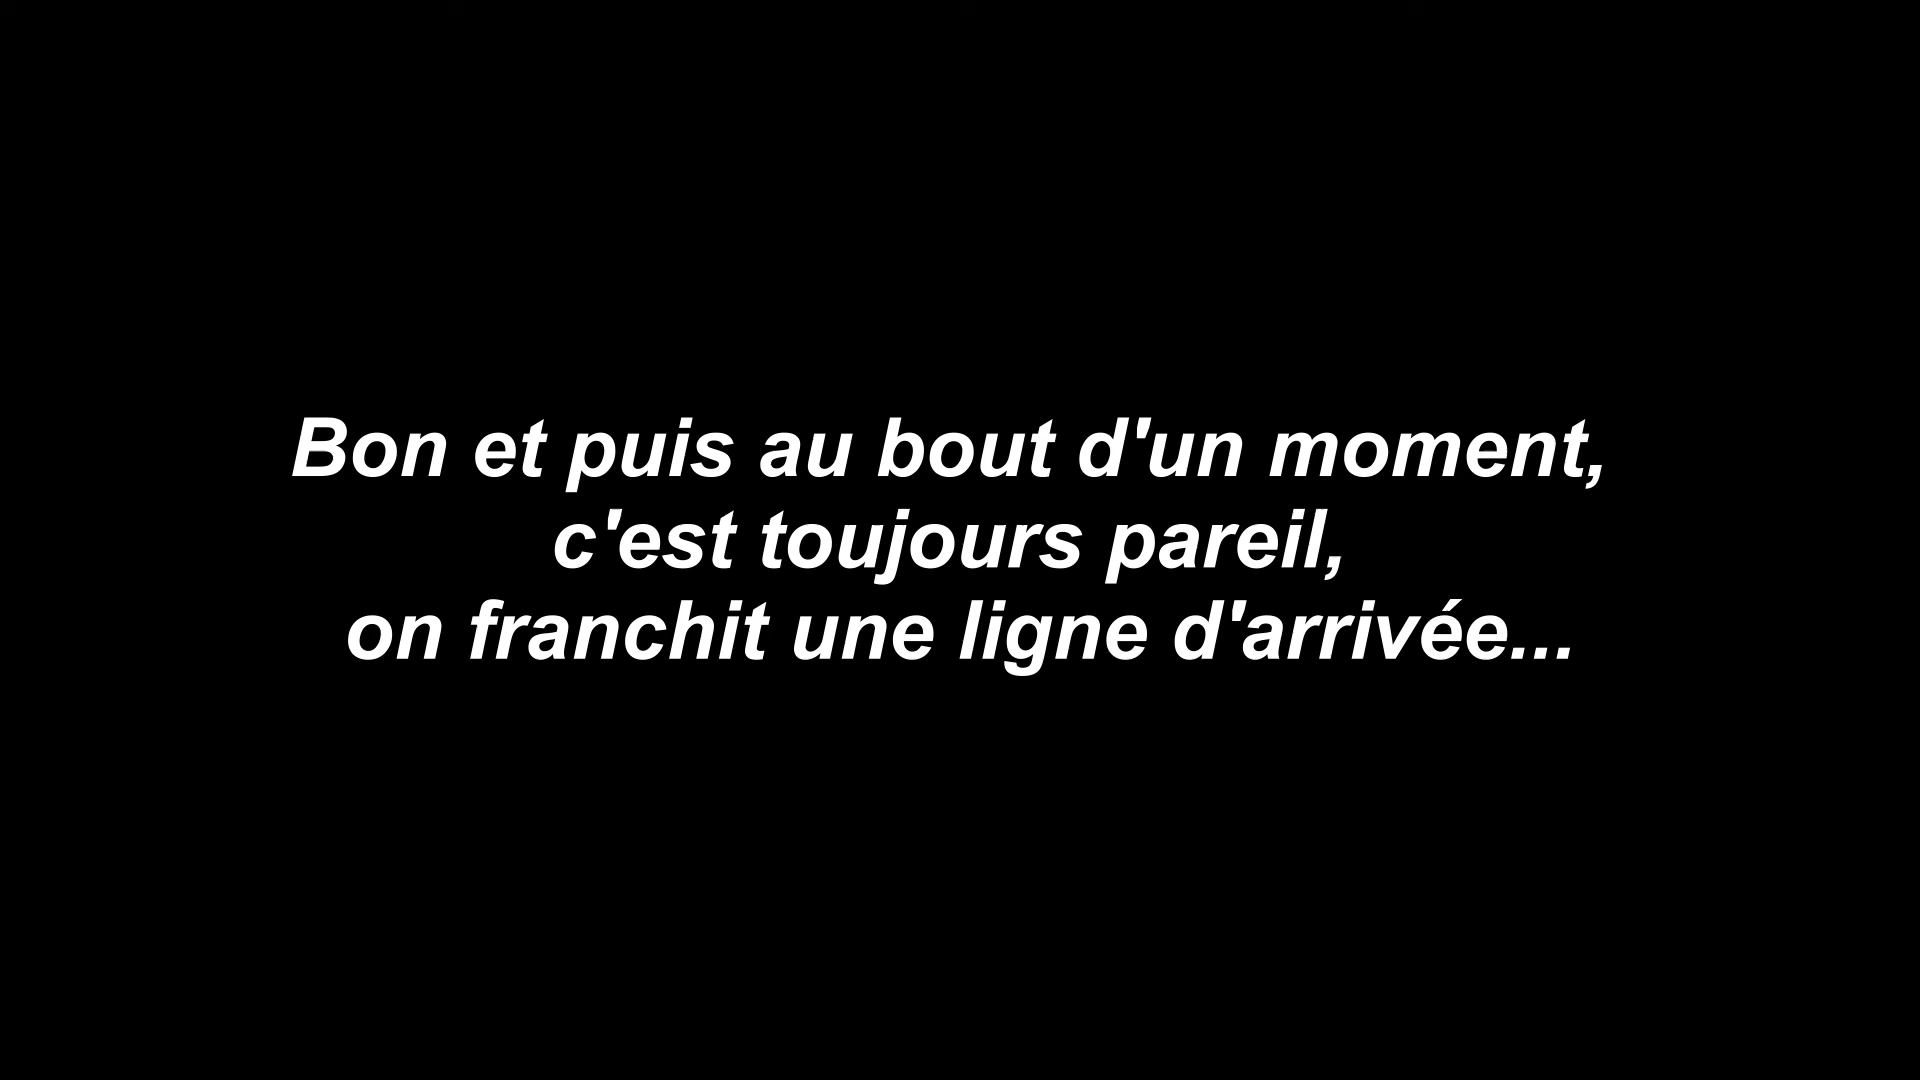 Bon et puis au bout d'un moment,
c'est toujours pareil,
on franchit une ligne d'arrivée...